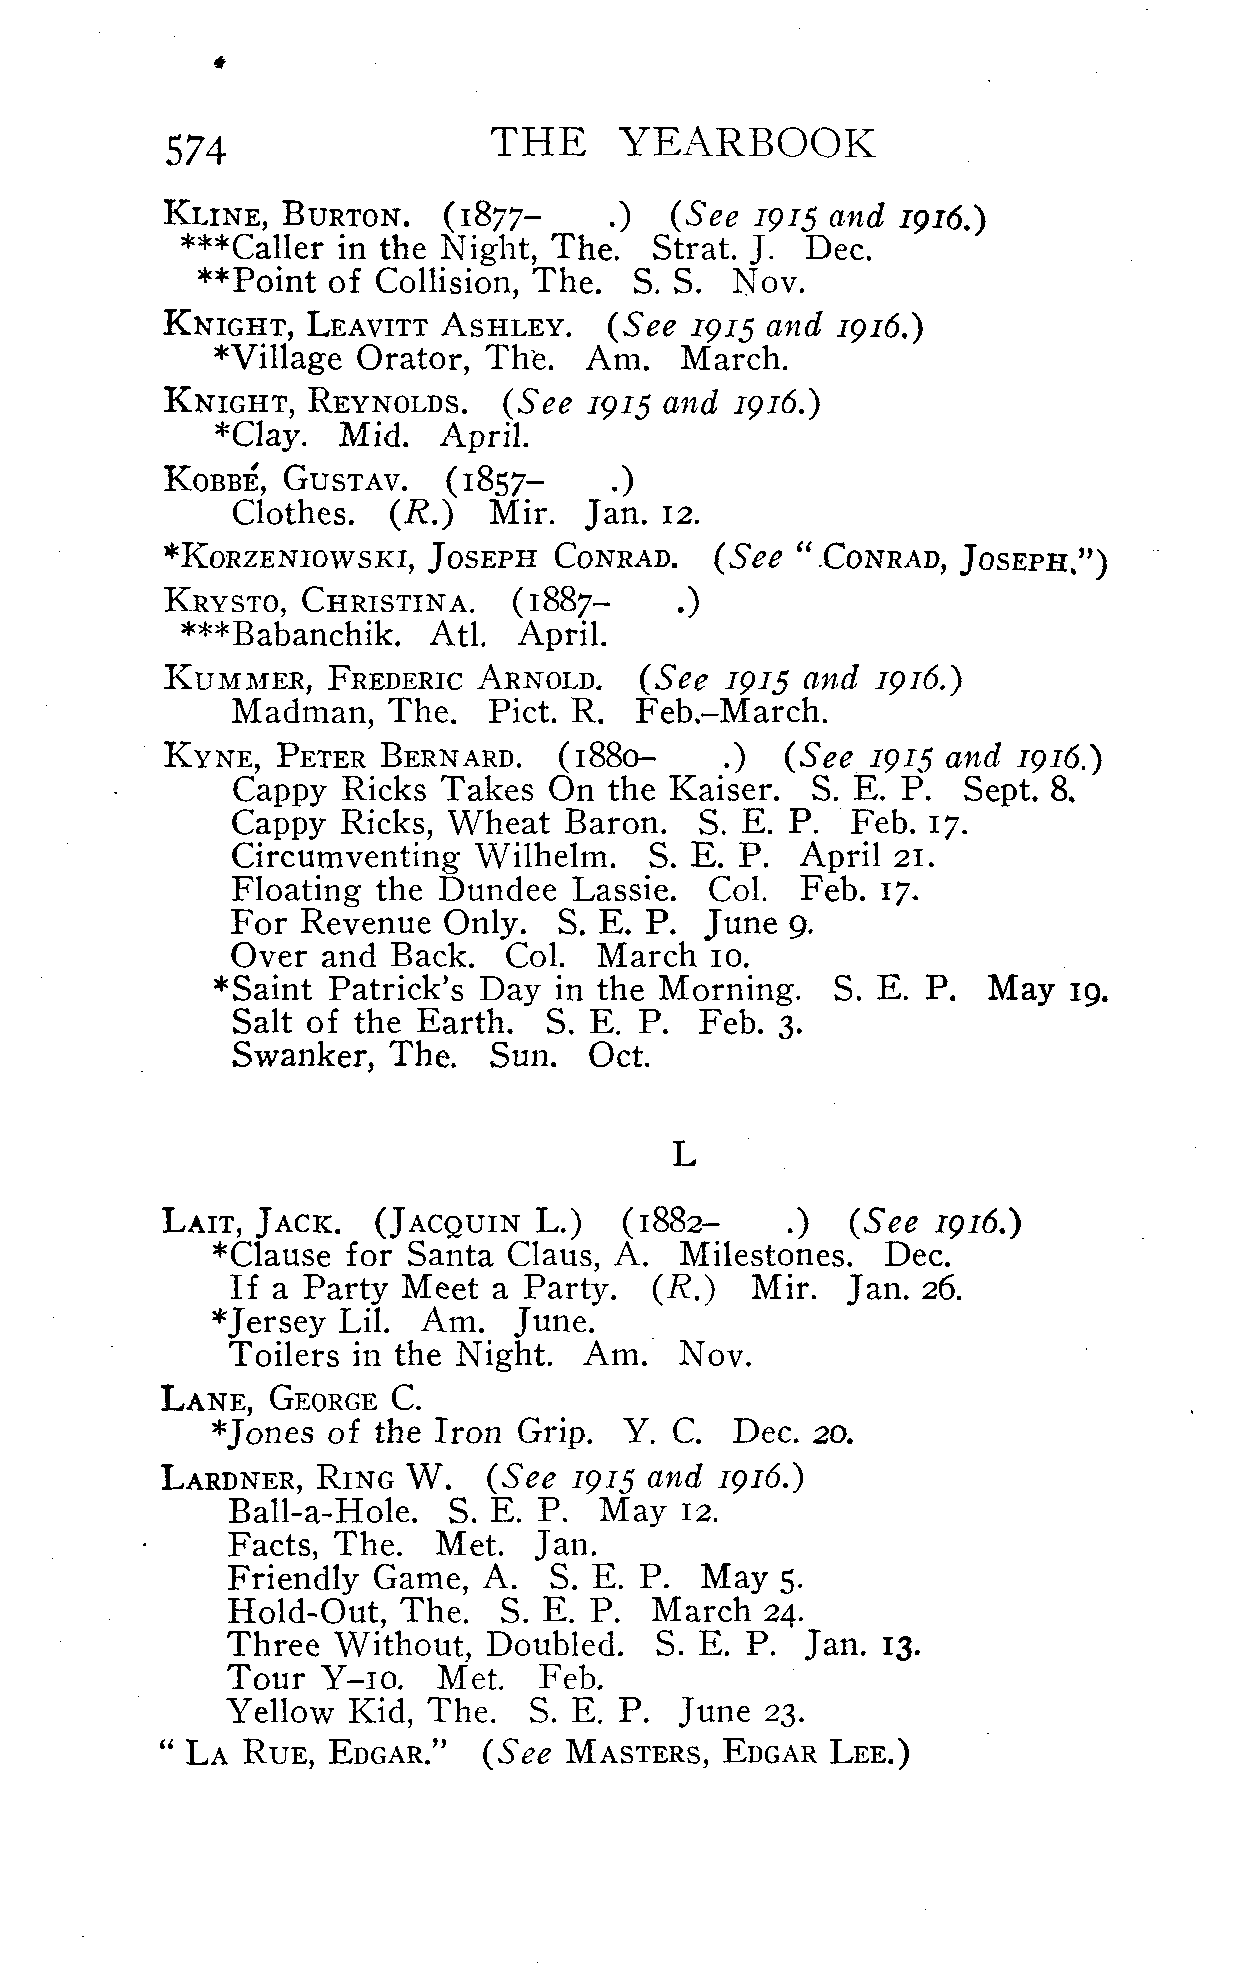 574 THE YEARBOOK
KLINE, BURTON. (1877– .) (See 1915 and 1916.)
***Caller in the Night, The. Strat. J. Dec.
**Point of Collision, The. S. S. Nov.
KNIGHT, LEAVITT ASHLEY. (See 1915 and 1916.)
*Village Orator, The. Am. March.
KNIGHT, REYNOLDS. (See 1915 and 1916.)
*Clay. Mid. April.
KOBBÉ, GUSTAV. (1857– .)
Clothes. (R.) Mir. Jan. 12.
*KORZENIOWSKI, JOSEPH CONRAD. (See "CONRAD, JOSEPH.")
KRYSTO, CHRISTINA. (1887– .)
***Babanchik. Atl. April.
KUMMER, FREDERIC ARNOLD. (See 1915 and 1916.)
Madman, The. Pict. R. Feb.–March.
KYNE, PETER BERNARD. (1880– .) (See 1915 and 1916.)
Cappy Ricks Takes On the Kaiser. S. E. P. Sept. 8.
Cappy Ricks, Wheat Baron. S. E. P. Feb. 17.
Circumventing Wilhelm. S. E. P. April 21.
Floating the Dundee Lassie. Col. Feb. 17.
For Revenue Only. S. E. P. June 9.
Over and Back. Col. March 10.
*Saint Patrick's Day in the Morning. S. E. P. May 19.
Salt of the Earth. S. E. P. Feb. 3.
Swanker, The. Sun. Oct.
L
LAIT, JACK. (JACQUIN L.) (1882– .) (See 1916.)
*Clause for Santa Claus, A. Milestones. Dec.
If a Party Meet a Party. (R.) Mir. Jan. 26.
*Jersey Lil. Am. June.
Toilers in the Night. Am. Nov.
LANE, GEORGE C.
*Jones of the Iron Grip. Y. C. Dec. 20.
LARDNER, RING W. (See 1915 and 1916.)
Ball-a-Hole. S. E. P. May 12.
Facts, The. Met. Jan.
Friendly Game, A. S. E. P. May 5.
Hold-Out, The. S. E. P. March 24.
Three Without, Doubled. S. E. P. Jan. 13.
Tour Y–10. Met. Feb.
Yellow Kid, The. S. E. P. June 23.
"LA RUE, EDGAR." (See MASTERS, EDGAR LEE.)